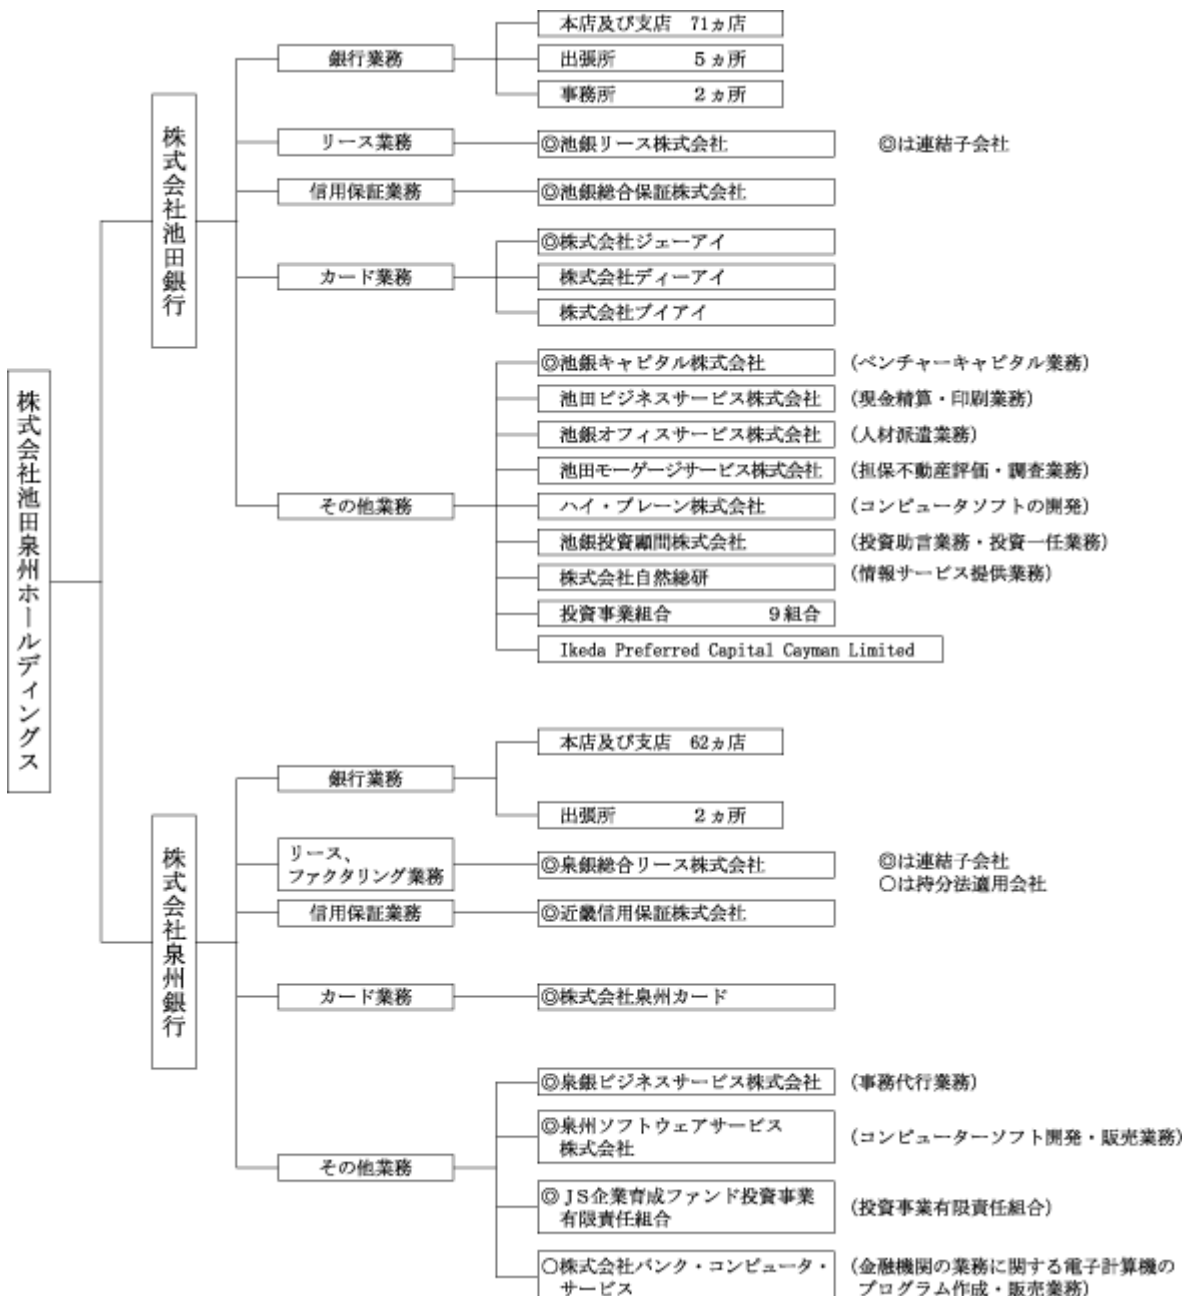 株式会社池田泉州ホールディングス
株式会社池田銀行
銀行業務
本店及び支店 71ヵ店
出張所 5ヵ所
事務所 2ヵ所
リース業務
◎池銀リース株式会社
◎は連結子会社
信用保証業務
◎池銀総合保証株式会社
カード業務
◎株式会社ジェーアイ
株式会社ディーアイ
株式会社ブイアイ
その他業務
◎池銀キャピタル株式会社 (ベンチャーキャピタル業務)
池田ビジネスサービス株式会社 (現金精算・印刷業務)
池銀オフィスサービス株式会社 (人材派遣業務)
池田モーゲージサービス株式会社 (担保不動産評価・調査業務)
ハイ・ブレーン株式会社 (コンピュータソフトの開発)
池銀投資顧問株式会社 (投資助言業務・投資一任業務)
株式会社自然総研 (情報サービス提供業務)
投資事業組合 9組合
Ikeda Preferred Capital Cayman Limited
株式会社泉州銀行
銀行業務
本店及び支店 62ヵ店
出張所 2ヵ所
リース、
ファクタリング業務
◎泉銀総合リース株式会社
◎は連結子会社
○は持分法適用会社
信用保証業務
◎近畿信用保証株式会社
カード業務
◎株式会社泉州カード
その他業務
◎泉銀ビジネスサービス株式会社 (事務代行業務)
◎泉州ソフトウェアサービス
株式会社
(コンピューターソフト開発・販売業務)
◎JS企業育成ファンド投資事業
有限責任組合
(投資事業有限責任組合)
○株式会社バンク・コンピュータ・
サービス
(金融機関の業務に関する電子計算機の
プログラム作成・販売業務)